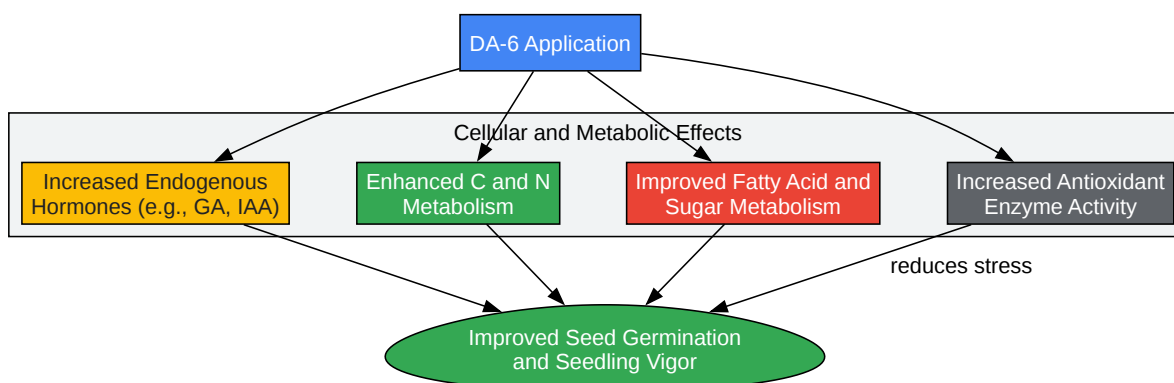 DA-6 Application
Cellular and Metabolic Effects
Increased Endogenous
Hormones (e.g., GA, IAA)
Enhanced C and N
Metabolism
Improved Fatty Acid and
Sugar Metabolism
Increased Antioxidant
Enzyme Activity
reduces stress
Improved Seed Germination
and Seedling Vigor